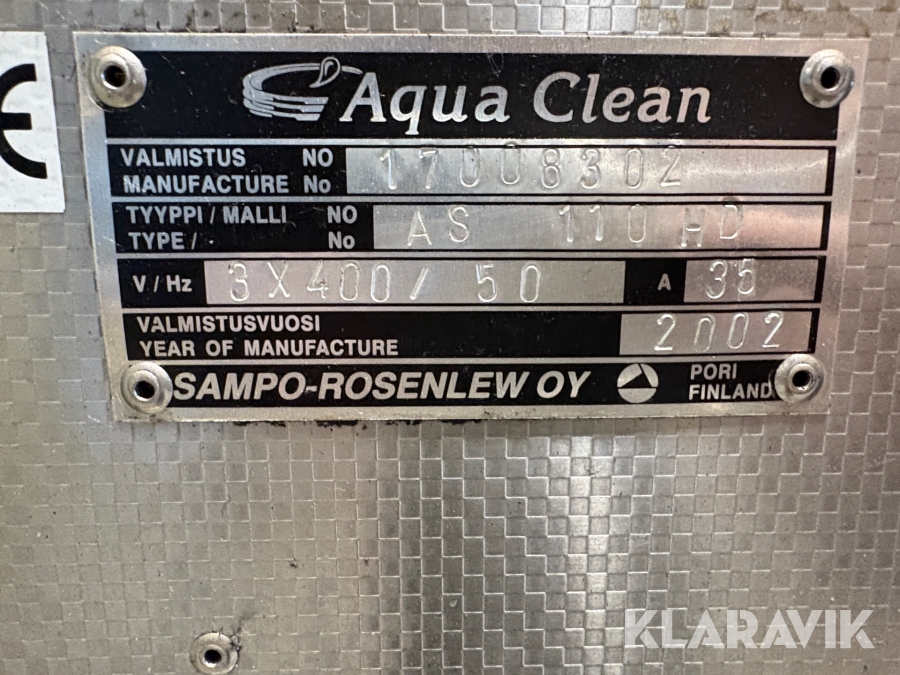 CE
Aqua Clean
VALMISTUS NO
MANUFACTURE No 17008302
TYYPPI / MALLI NO
TYPE / No AS 110 HD
V / Hz 3X400/ 50 A 35
VALMISTUSVUOSI
YEAR OF MANUFACTURE 2002
SAMPO-ROSENLEW OY PORI
FINLAND
KLARAVIK